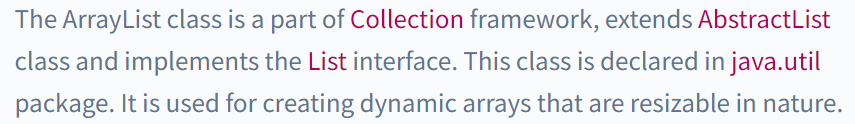 The ArrayList class is a part of Collection framework, extends AbstractList
class and implements the List interface. This class is declared in java.util
package. It is used for creating dynamic arrays that are resizable in nature.